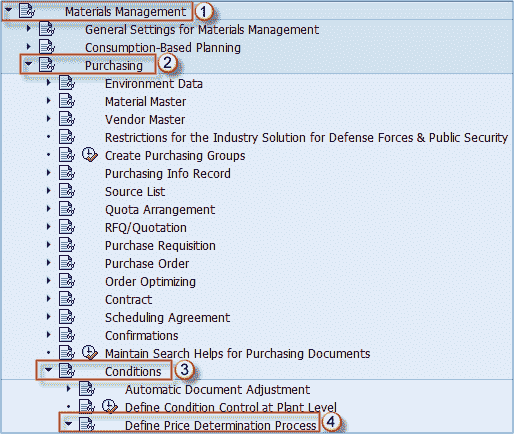 Materials Management 1
General Settings for Materials Management
Consumption-Based Planning
Purchasing 2
Environment Data
Material Master
Vendor Master
Restrictions for the Industry Solution for Defense Forces & Public Security
Create Purchasing Groups
Purchasing Info Record
Source List
Quota Arrangement
RFQ/Quotation
Purchase Requisition
Purchase Order
Order Optimizing
Contract
Scheduling Agreement
Confirmations
Maintain Search Helps for Purchasing Documents
Conditions 3
Automatic Document Adjustment
Define Condition Control at Plant Level
Define Price Determination Process 4